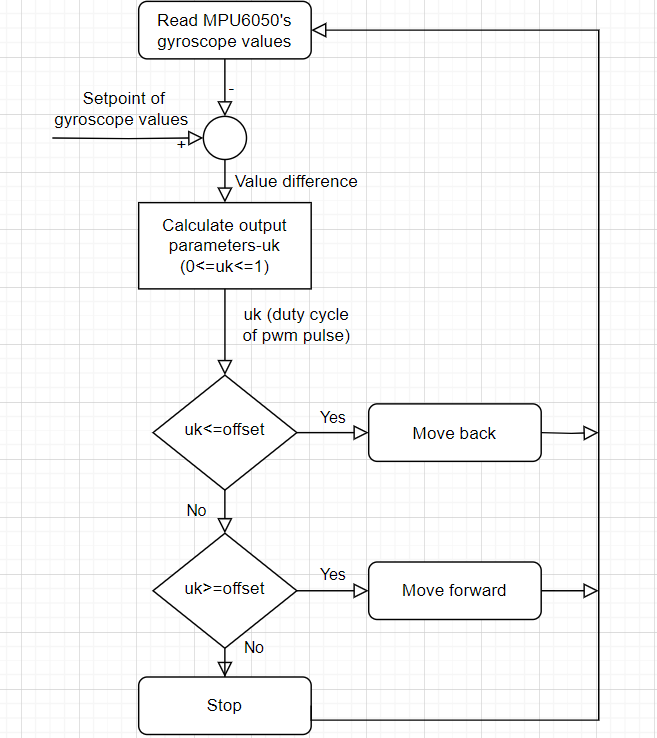 Read MPU6050's
gyroscope values
-
Setpoint of
gyroscope values
+
Value difference
Calculate output
parameters-uk
(0<=uk<=1)
uk (duty cycle
of pwm pulse)
uk<=offset
Yes
Move back
No
uk>=offset
Yes
Move forward
No
Stop